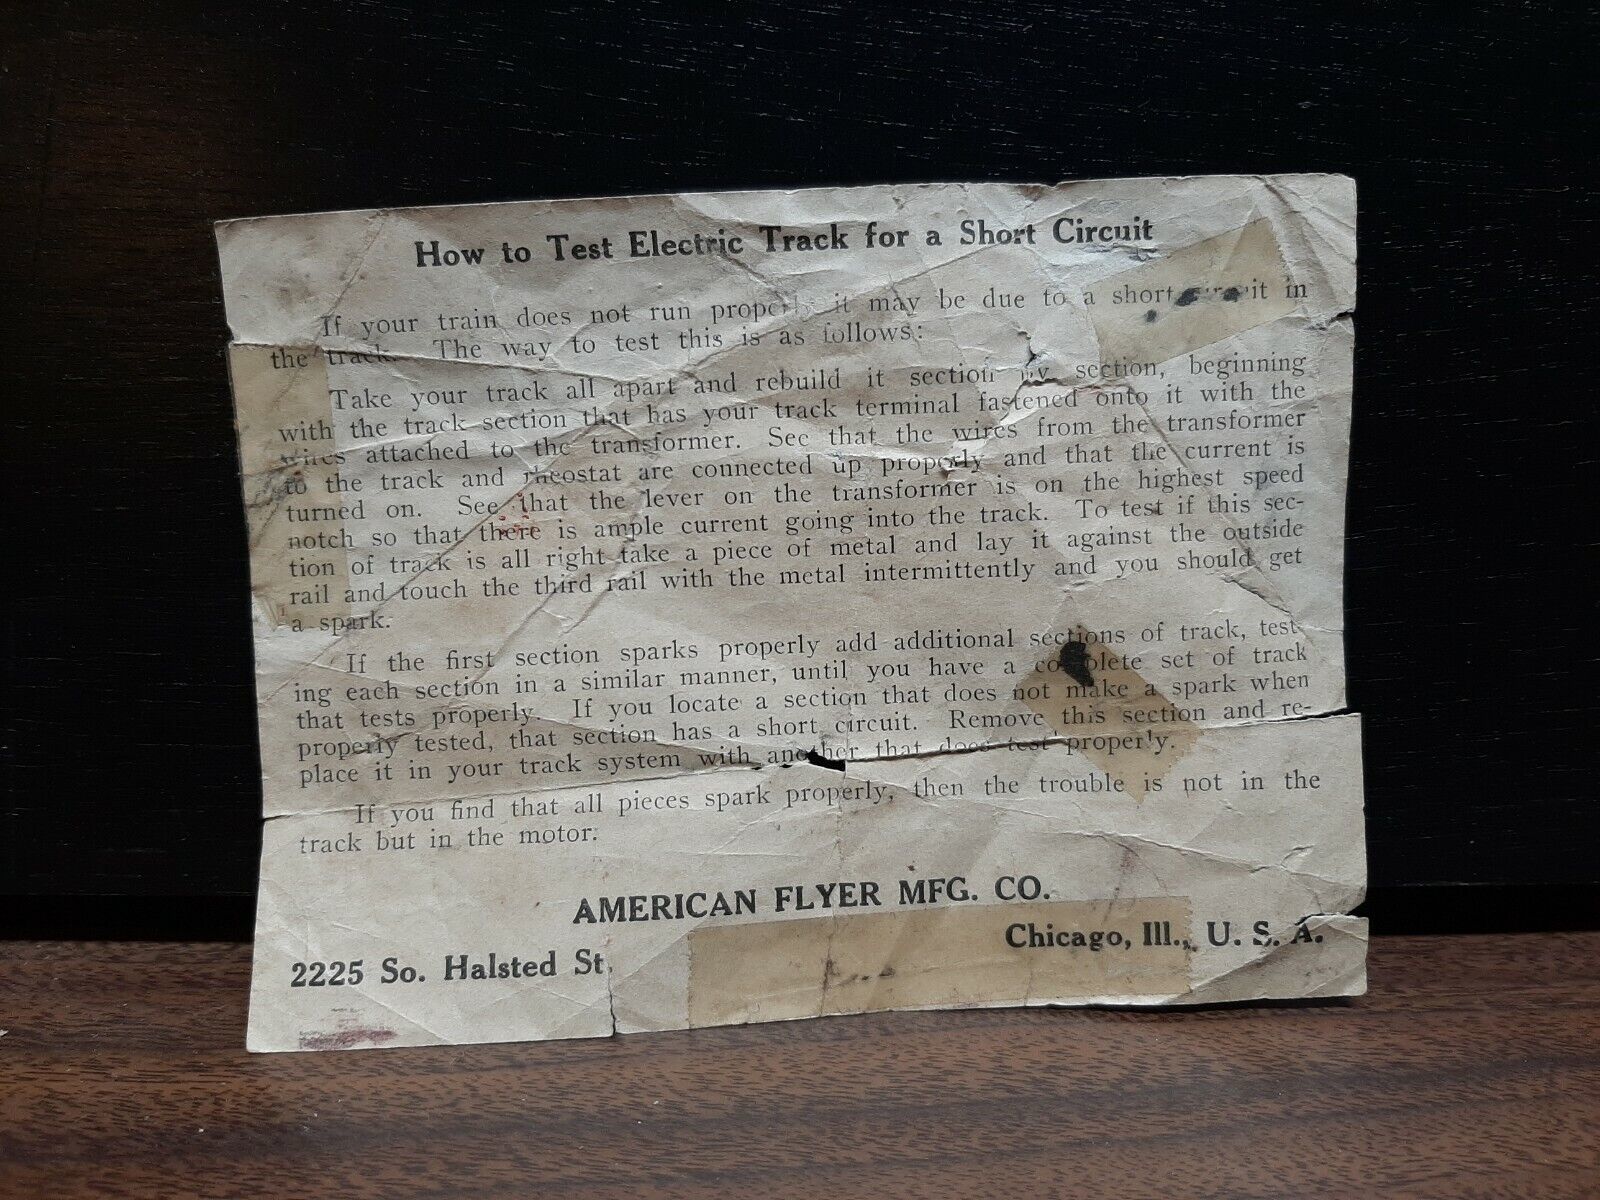 How to Test Electric Track for a Short Circuit
If your train does not run properly it may be due to a short circuit in
the track. The way to test this is as follows:
Take your track all apart and rebuild it section by section, beginning
with the track section that has your track terminal fastened onto it with the
wires attached to the transformer. See that the wires from the transformer
to the track and rheostat are connected up properly and that the current is
turned on. See that the lever on the transformer is on the highest speed
notch so that there is ample current going into the track. To test if this sec-
tion of track is all right take a piece of metal and lay it against the outside
rail and touch the third rail with the metal intermittently and you should get
a spark.
If the first section sparks properly add additional sections of track, test-
ing each section in a similar manner, until you have a complete set of track
that tests properly. If you locate a section that does not make a spark when
properly tested, that section has a short circuit. Remove this section and re-
place it in your track system with another that does test properly.
If you find that all pieces spark properly, then the trouble is not in the
track but in the motor.
AMERICAN FLYER MFG. CO.
2225 So. Halsted St. Chicago, Ill., U. S. A.